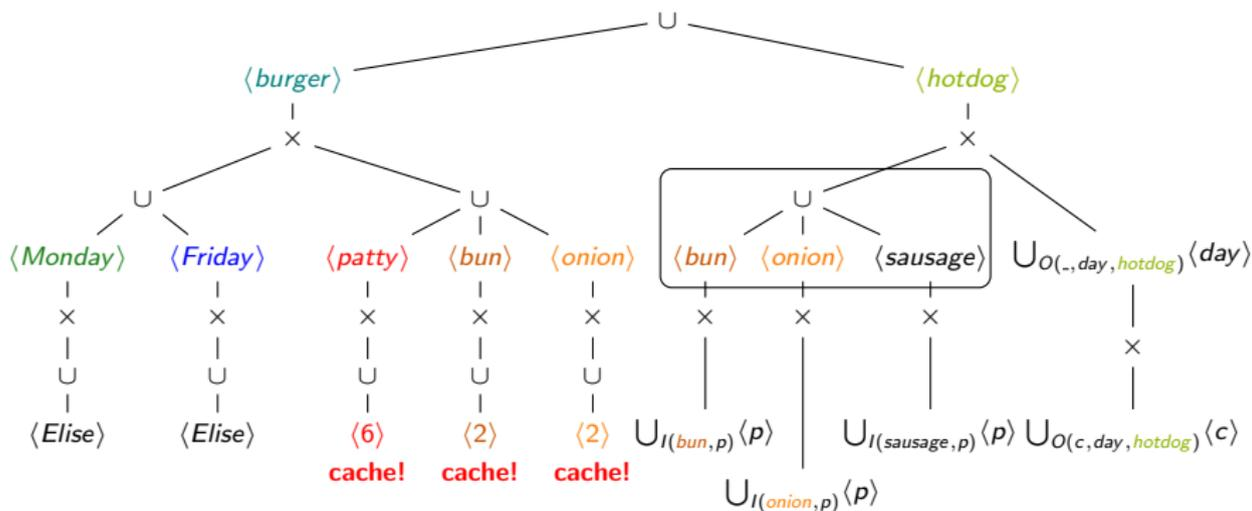 ∪
⟨burger⟩ ⟨hotdog⟩
× ×
∪ ∪ ∪
⟨Monday⟩ ⟨Friday⟩ ⟨patty⟩ ⟨bun⟩ ⟨onion⟩ ⟨bun⟩ ⟨onion⟩ ⟨sausage⟩ ⋃O(_,day,hotdog)⟨day⟩
× × × × × × × ×
×
∪ ∪ ∪ ∪ ∪
⟨Elise⟩ ⟨Elise⟩ ⟨6⟩ ⟨2⟩ ⟨2⟩ ⋃I(bun,p)⟨p⟩ ⋃I(sausage,p)⟨p⟩ ⋃O(c,day,hotdog)⟨c⟩
cache! cache! cache!
⋃I(onion,p)⟨p⟩